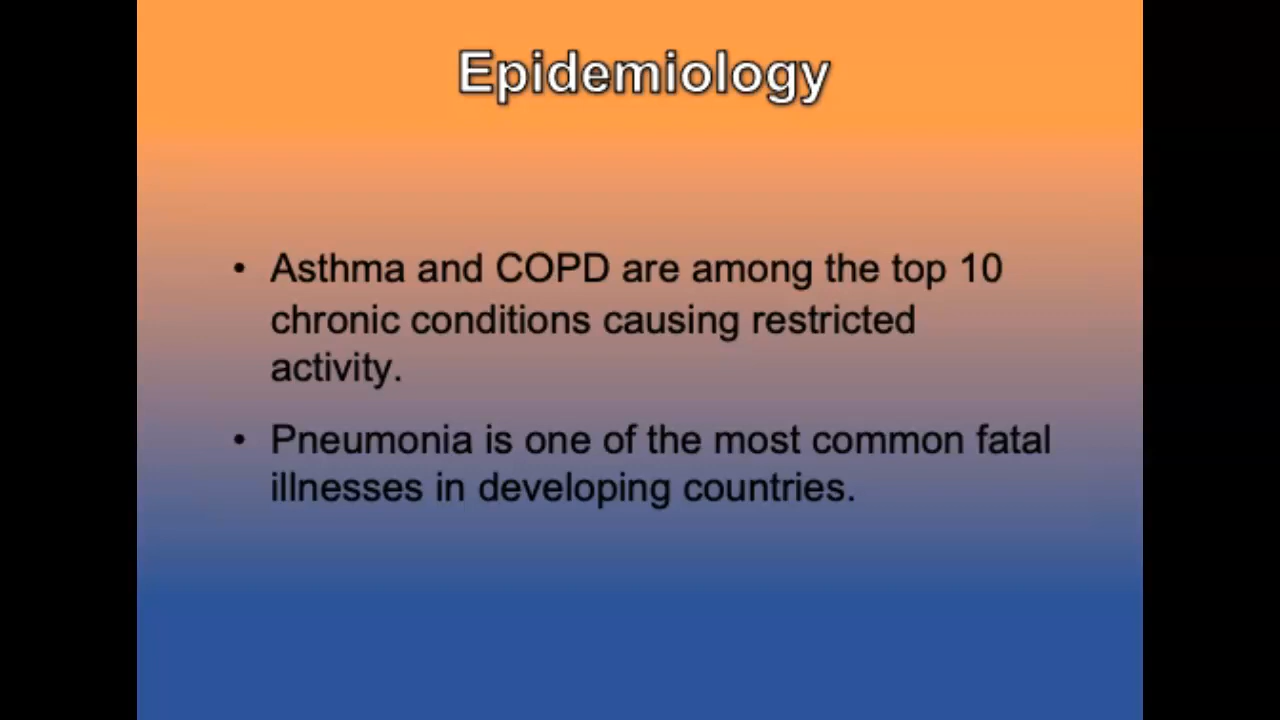 Epidemiology
• Asthma and COPD are among the top 10
chronic conditions causing restricted
activity.
• Pneumonia is one of the most common fatal
illnesses in developing countries.